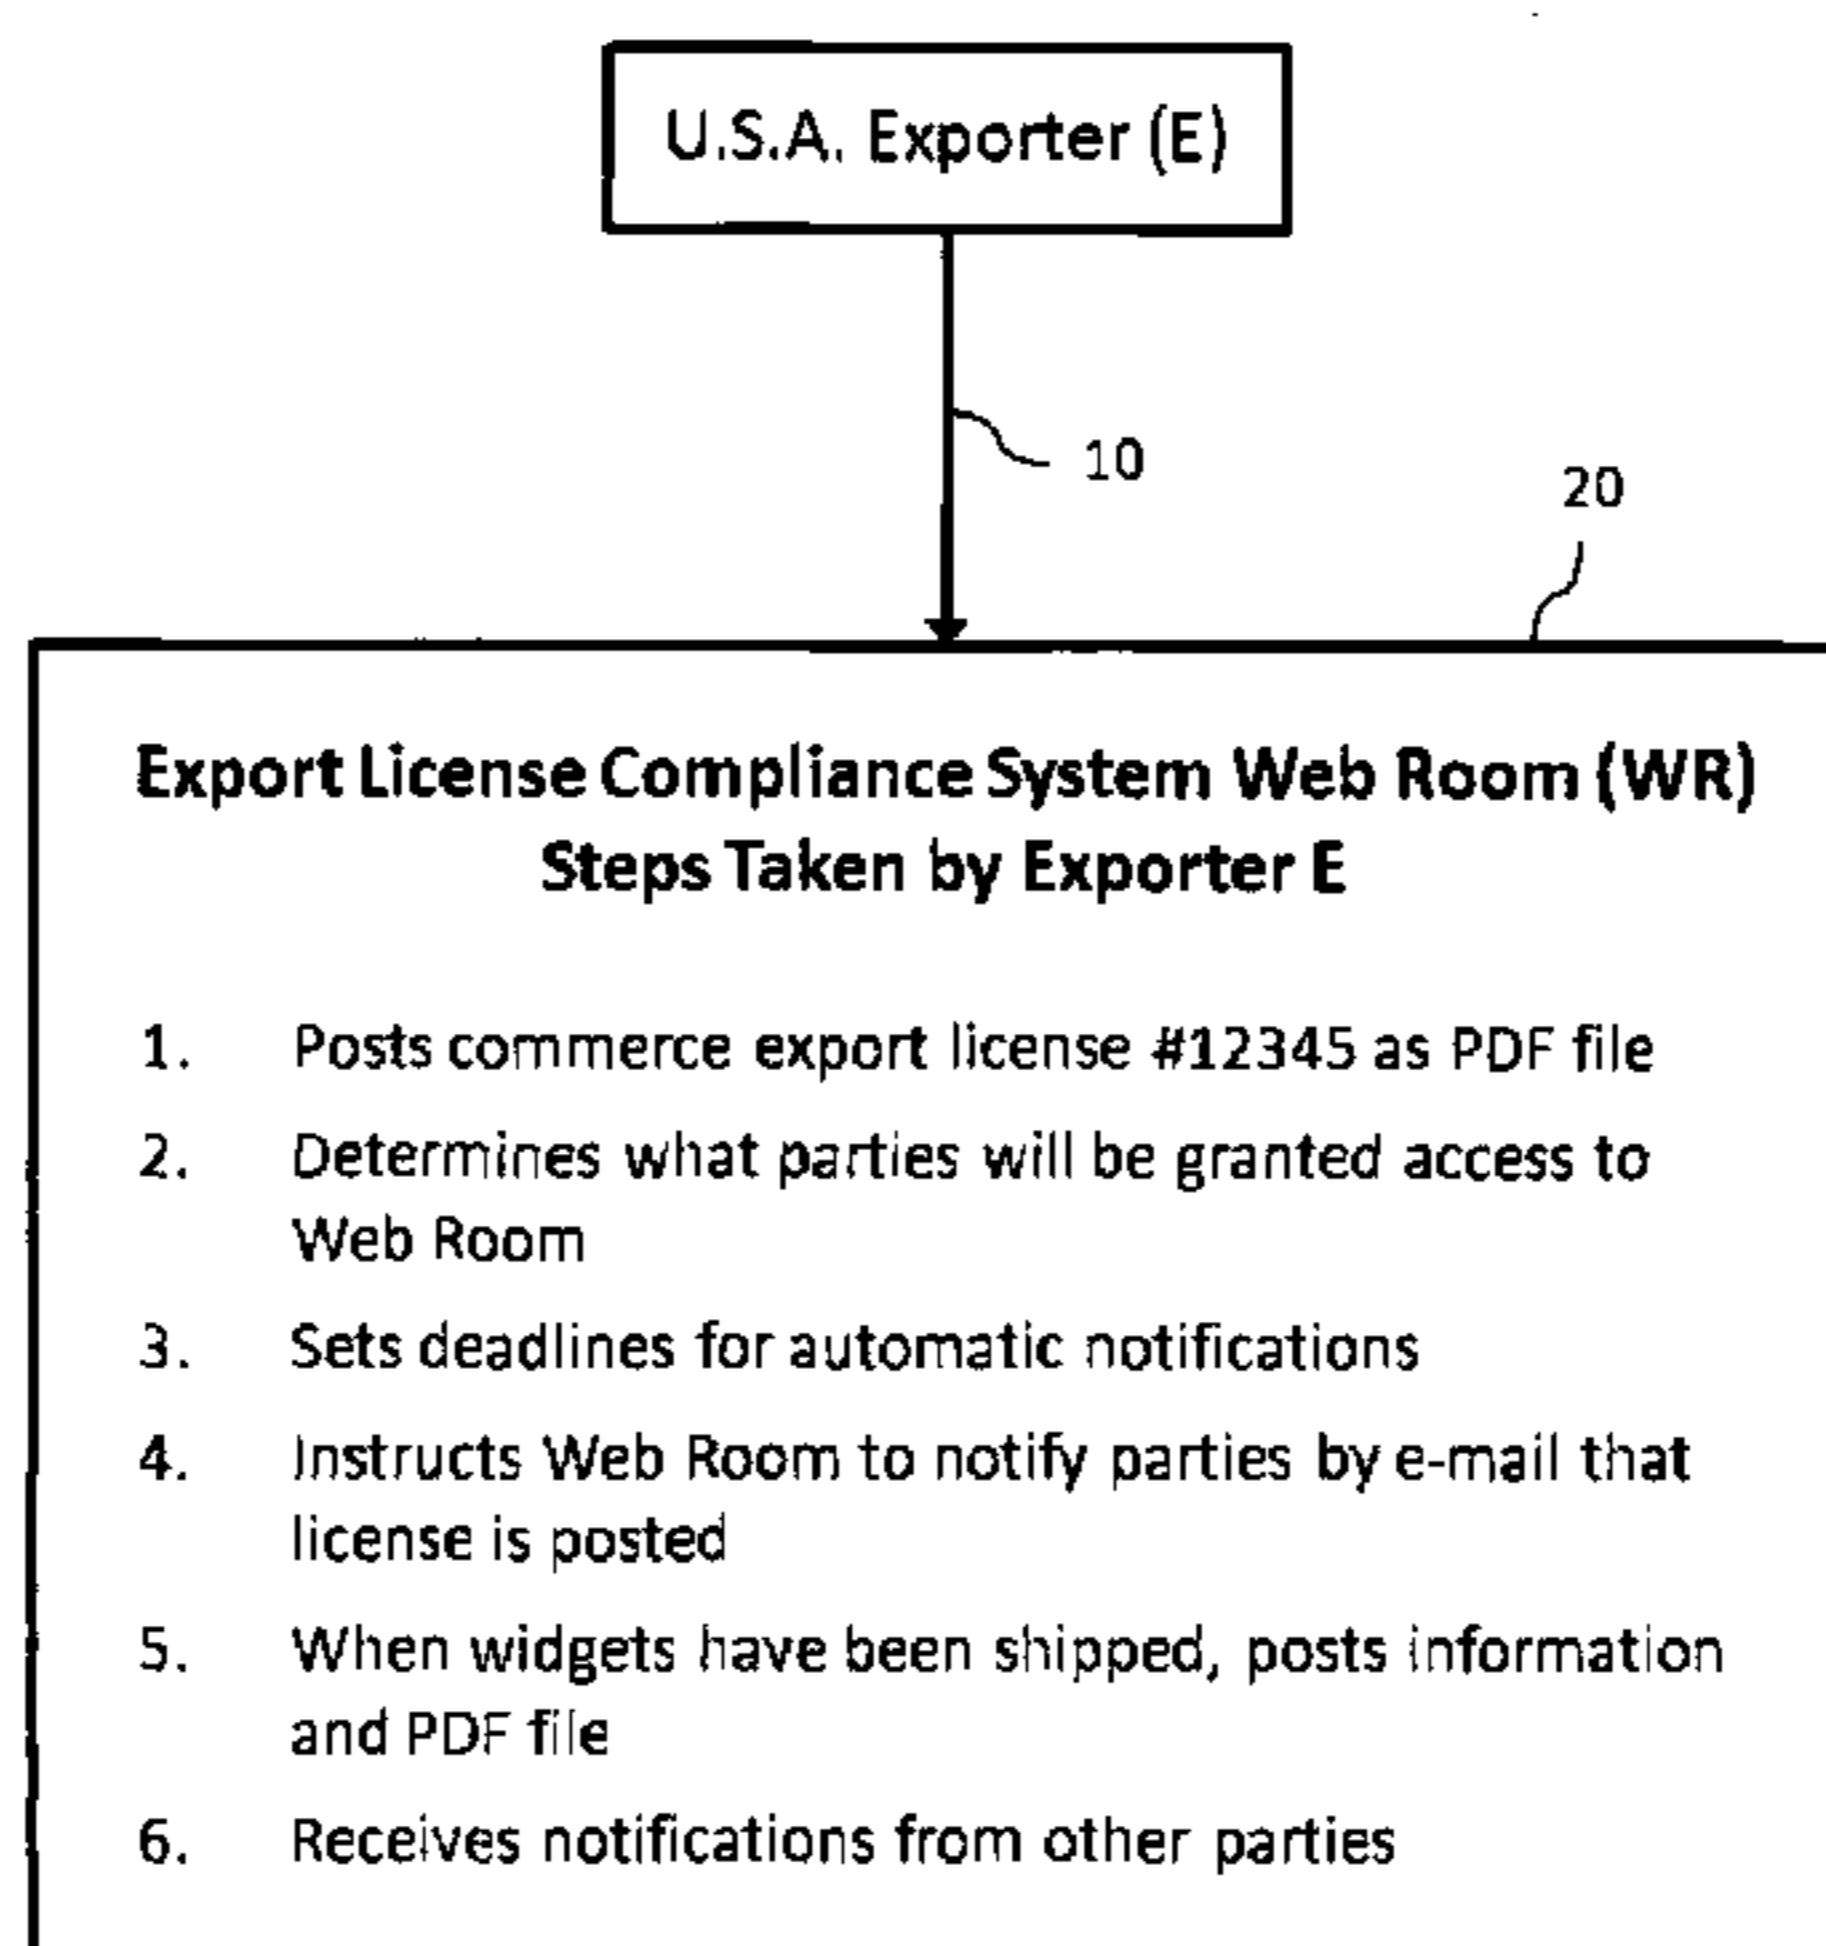 U.S.A. Exporter (E)
10
20
Export License Compliance System Web Room (WR)
Steps Taken by Exporter E
1. Posts commerce export license #12345 as PDF file
2. Determines what parties will be granted access to
Web Room
3. Sets deadlines for automatic notifications
4. Instructs Web Room to notify parties by e-mail that
license is posted
5. When widgets have been shipped, posts information
and PDF file
6. Receives notifications from other parties